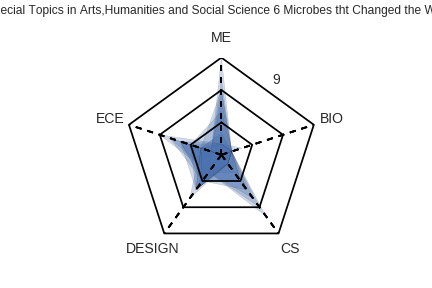 ecial Topics in Arts,Humanities and Social Science 6 Microbes tht Changed the W
ME
9
ECE
BIO
DESIGN
CS